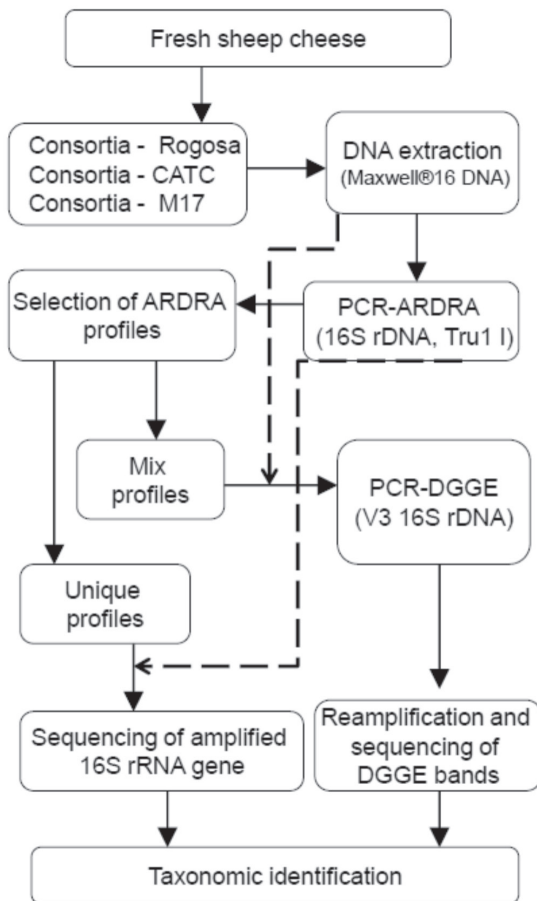 Fresh sheep cheese
Consortia - Rogosa
Consortia - CATC
Consortia - M17
DNA extraction
(Maxwell®16 DNA)
Selection of ARDRA
profiles
PCR-ARDRA
(16S rDNA, Tru1 I)
Mix
profiles
PCR-DGGE
(V3 16S rDNA)
Unique
profiles
Sequencing of amplified
16S rRNA gene
Reamplification and
sequencing of
DGGE bands
Taxonomic identification